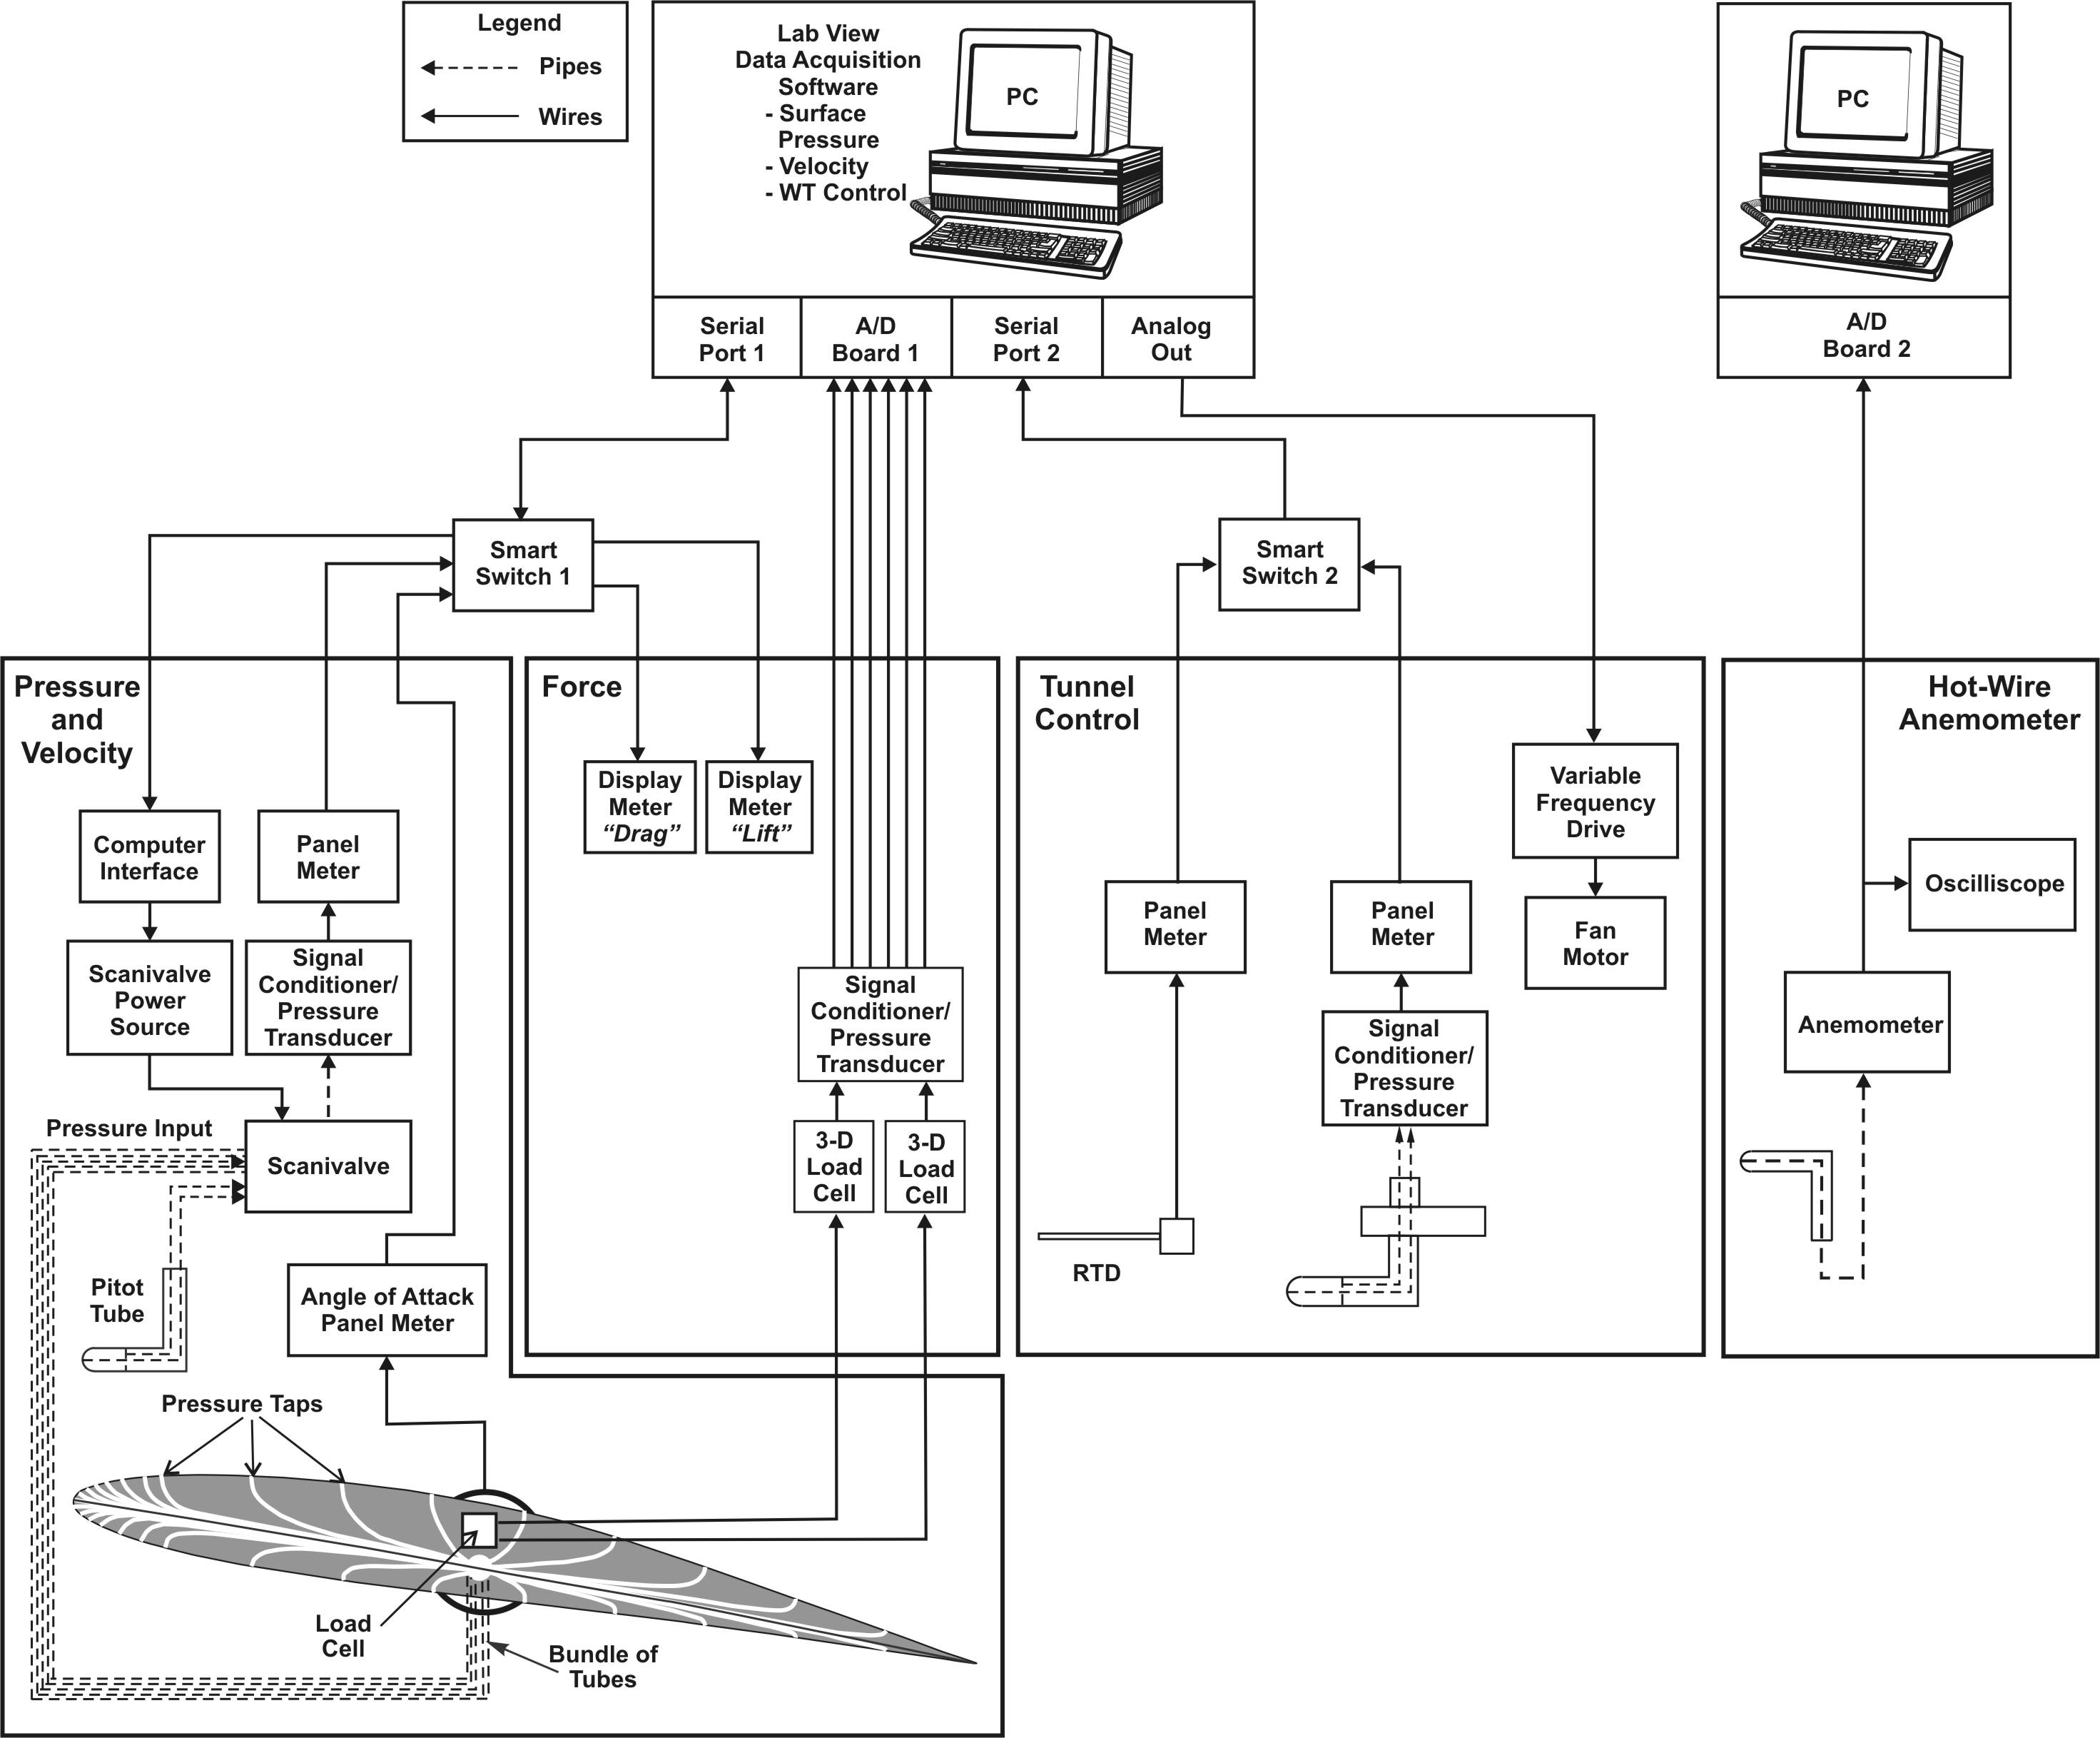 Legend
Pipes
Wires
Lab View
Data Acquisition
Software
- Surface
Pressure
- Velocity
- WT Control
PC
PC
Serial
Port 1
A/D
Board 1
Serial
Port 2
Analog
Out
A/D
Board 2
Smart
Switch 1
Smart
Switch 2
Pressure
and
Velocity
Computer
Interface
Panel
Meter
Scanivalve
Power
Source
Signal
Conditioner/
Pressure
Transducer
Pressure Input
Scanivalve
Pitot
Tube
Angle of Attack
Panel Meter
Pressure Taps
Load
Cell
Bundle of
Tubes
Force
Display
Meter
“Drag”
Display
Meter
“Lift”
Signal
Conditioner/
Pressure
Transducer
3-D
Load
Cell
3-D
Load
Cell
Tunnel
Control
Panel
Meter
Panel
Meter
Variable
Frequency
Drive
Fan
Motor
Signal
Conditioner/
Pressure
Transducer
RTD
Hot-Wire
Anemometer
Oscilliscope
Anemometer